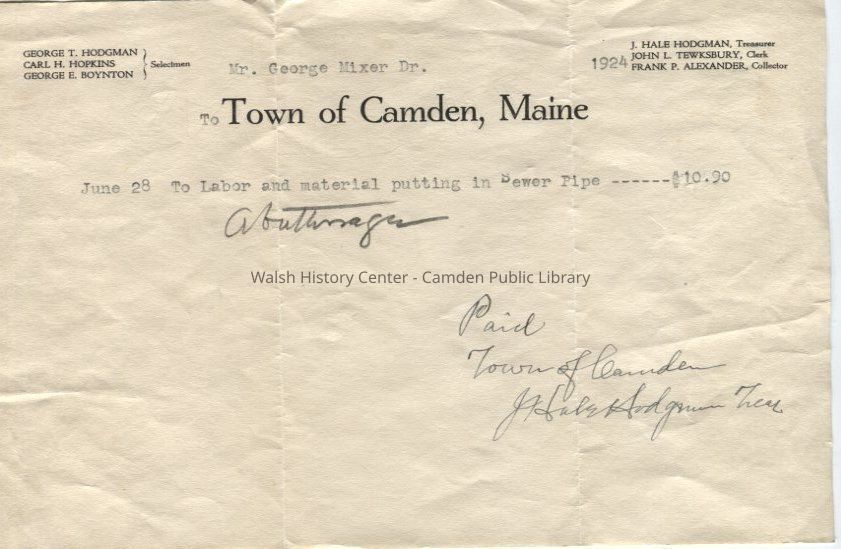 GEORGE T. HODGMAN
CARL H. HOPKINS
GEORGE E. BOYNTON
Selectmen
J. HALE HODGMAN, Treasurer
JOHN L. TEWKSBURY, Clerk
FRANK P. ALEXANDER, Collector
Mr. George Mixer Dr.
1924
To Town of Camden, Maine
June 28 To Labor and material putting in Sewer Pipe ------$10.90
Walsh History Center - Camden Public Library
Paid
Town of Camden
J Hale Hodgman Treas